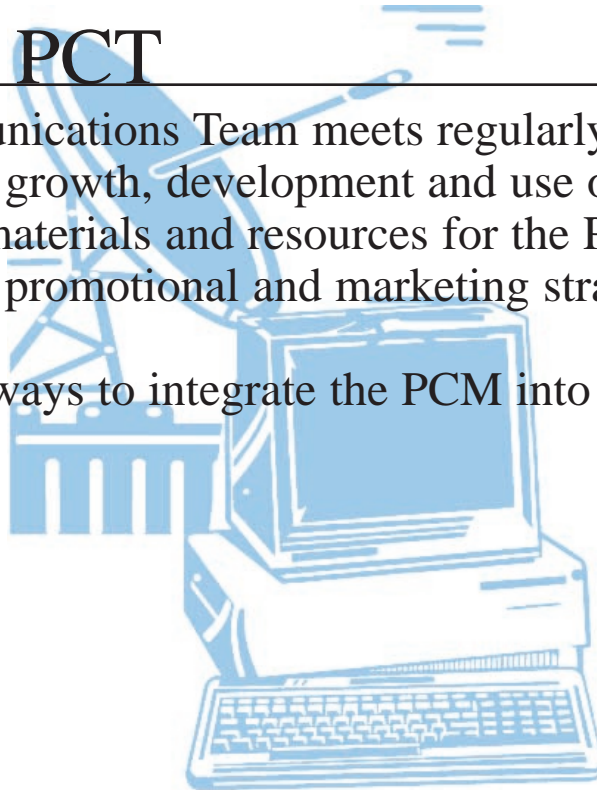 PCT
unications Team meets regularly
growth, development and use o
materials and resources for the
promotional and marketing stra
ways to integrate the PCM into